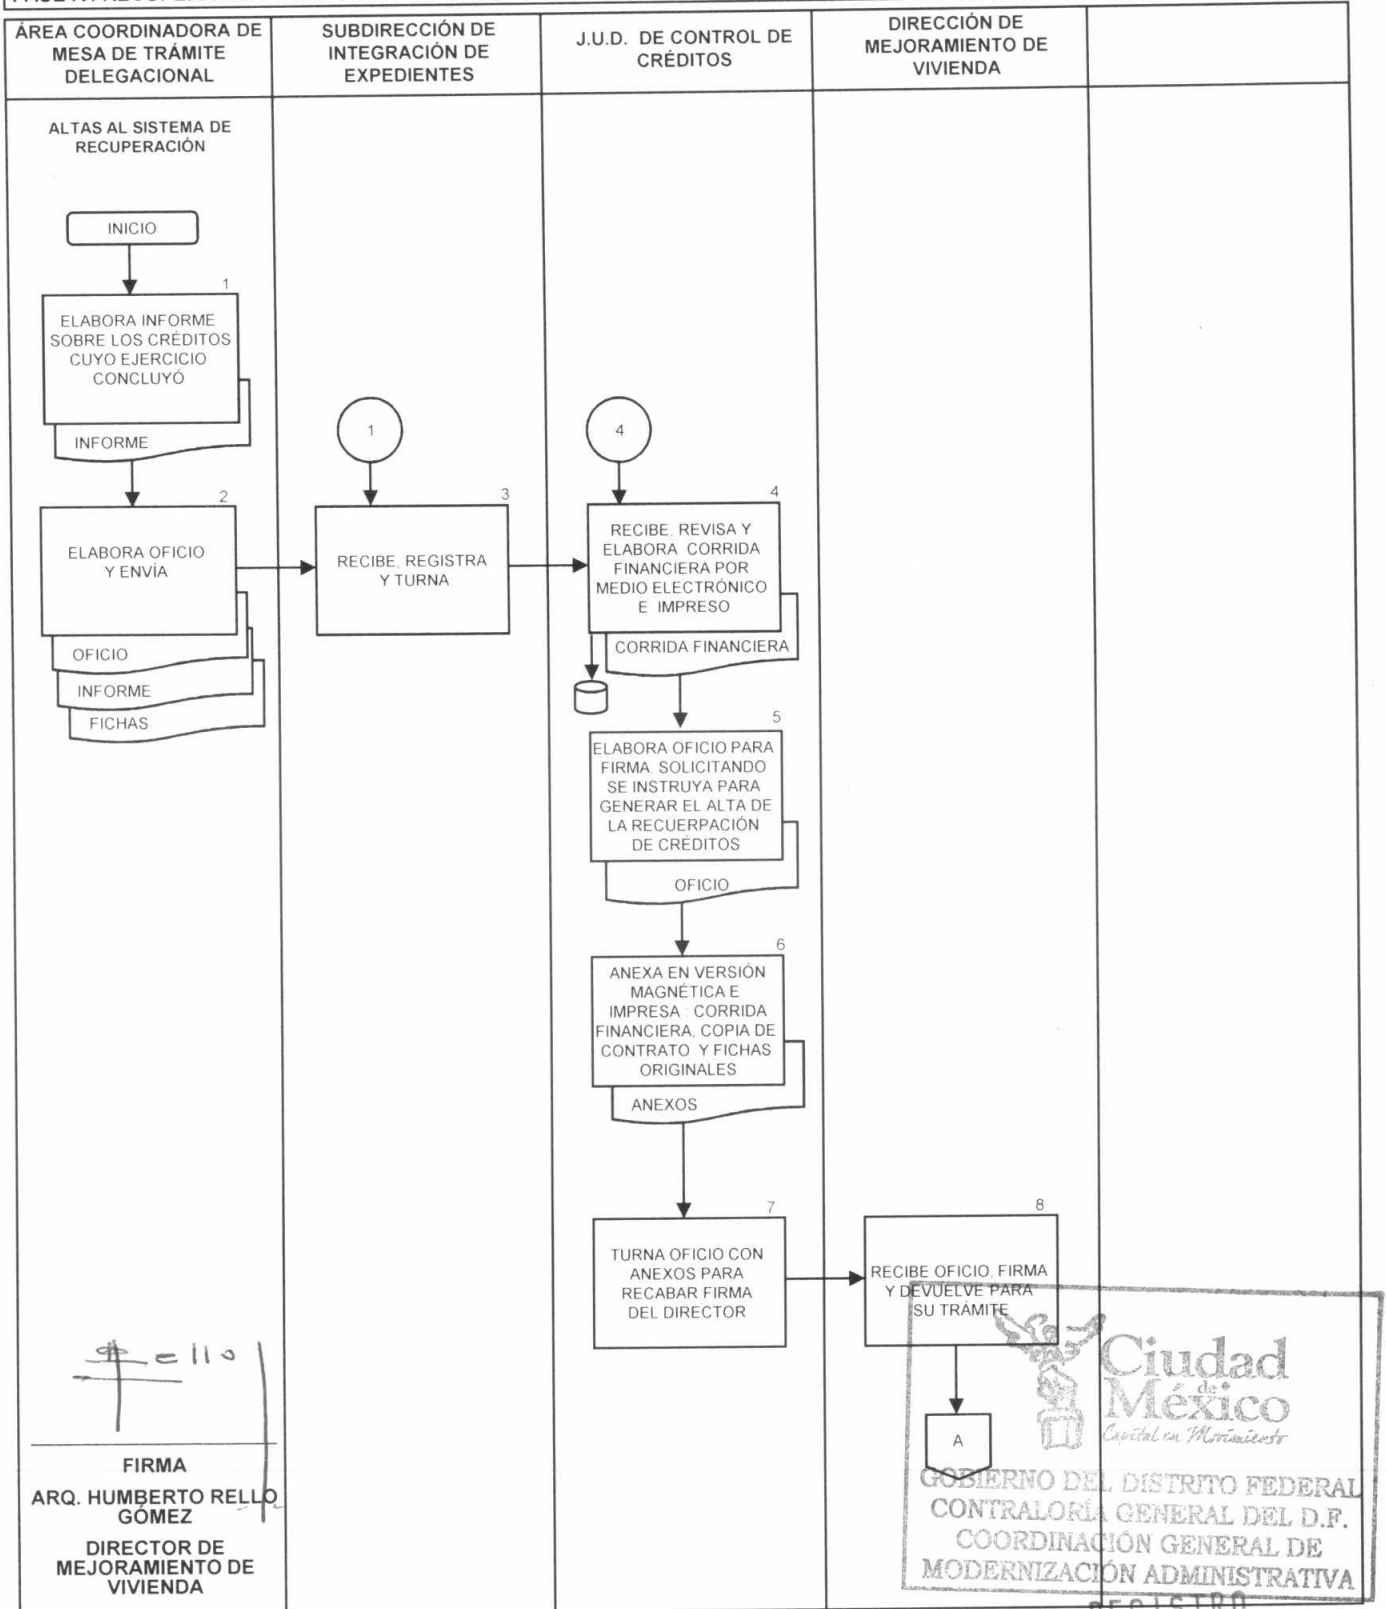 ÁREA COORDINADORA DE
MESA DE TRÁMITE
DELEGACIONAL
SUBDIRECCIÓN DE
INTEGRACIÓN DE
EXPEDIENTES
J.U.D. DE CONTROL DE
CRÉDITOS
DIRECCIÓN DE
MEJORAMIENTO DE
VIVIENDA
ALTAS AL SISTEMA DE
RECUPERACIÓN
INICIO
1
ELABORA INFORME
SOBRE LOS CRÉDITOS
CUYO EJERCICIO
CONCLUYÓ
INFORME
2
ELABORA OFICIO
Y ENVÍA
OFICIO
INFORME
FICHAS
1
3
RECIBE, REGISTRA
Y TURNA
4
4
RECIBE, REVISA Y
ELABORA CORRIDA
FINANCIERA POR
MEDIO ELECTRÓNICO
E IMPRESO
CORRIDA FINANCIERA
5
ELABORA OFICIO PARA
FIRMA, SOLICITANDO
SE INSTRUYA PARA
GENERAR EL ALTA DE
LA RECUERPACIÓN
DE CRÉDITOS
OFICIO
6
ANEXA EN VERSIÓN
MAGNÉTICA E
IMPRESA : CORRIDA
FINANCIERA, COPIA DE
CONTRATO Y FICHAS
ORIGINALES
ANEXOS
7
TURNA OFICIO CON
ANEXOS PARA
RECABAR FIRMA
DEL DIRECTOR
8
RECIBE OFICIO, FIRMA
Y DEVUELVE PARA
SU TRÁMITE
A
FIRMA
ARQ. HUMBERTO RELLO
GÓMEZ
DIRECTOR DE
MEJORAMIENTO DE
VIVIENDA
Ciudad
de
México
Capital en Movimiento
GOBIERNO DEL DISTRITO FEDERAL
CONTRALORÍA GENERAL DEL D.F.
COORDINACIÓN GENERAL DE
MODERNIZACIÓN ADMINISTRATIVA
REGISTRO